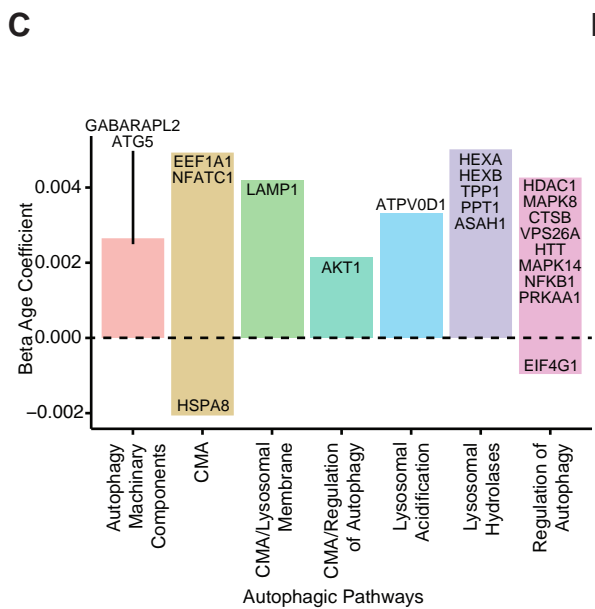 C
GABARAPL2
ATG5
EEF1A1
NFATC1
LAMP1
AKT1
ATPV0D1
HEXA
HEXB
TPP1
PPT1
ASAH1
HDAC1
MAPK8
CTSB
VPS26A
HTT
MAPK14
NFKB1
PRKAA1
HSPA8
EIF4G1
Beta Age Coefficient
0.004
0.002
0.000
−0.002
Autophagy
Machinary
Components
CMA
CMA/Lysosomal
Membrane
CMA/Regulation
of Autophagy
Lysosomal
Acidification
Lysosomal
Hydrolases
Regulation of
Autophagy
Autophagic Pathways